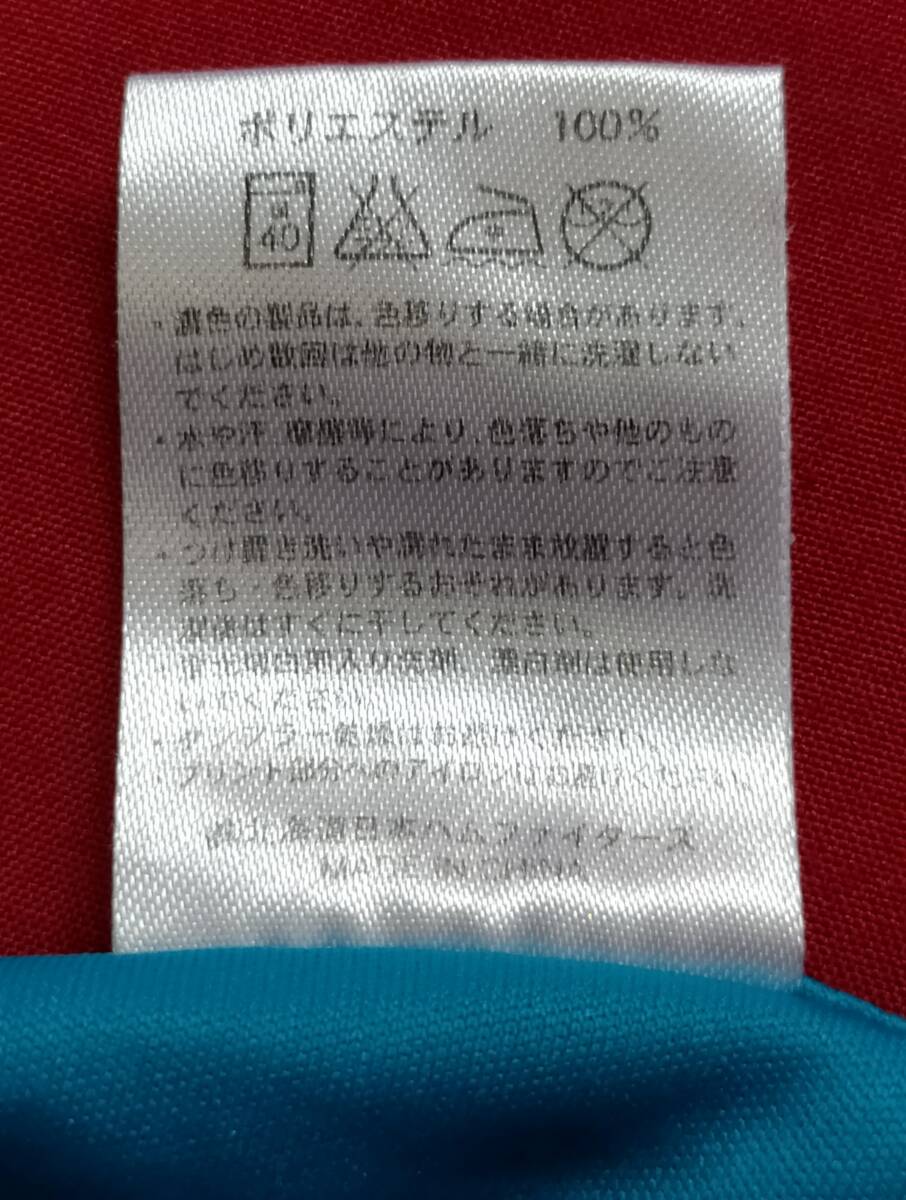 ポリエステル 100%
弱
40
・濃色の製品は、色移りする場合があります。
はじめ数回は他の物と一緒に洗濯しない
でください。
・水や汗、摩擦等により、色落ちや他のもの
に色移りすることがありますのでご注意
ください。
・つけ置き洗いや濡れたまま放置すると色
落ち・色移りするおそれがあります。洗
濯後はすぐに干してください。
・蛍光増白剤入り洗剤、漂白剤は使用しな
いでください。
・タンブラー乾燥はお避けください。
・プリント部分へのアイロンはお避けください。
㈱北海道日本ハムファイターズ
MADE IN CHINA